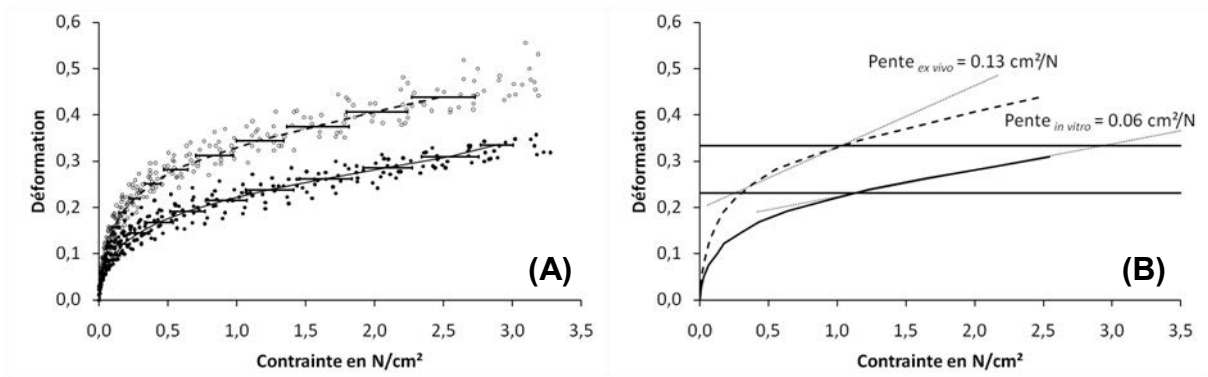 0,6
0,5
0,4
0,3
0,2
0,1
0,0
Déformation
0,0 0,5 1,0 1,5 2,0 2,5 3,0 3,5
Contrainte en N/cm²
(A)
0,6
0,5
0,4
0,3
0,2
0,1
0,0
Déformation
Pente ex vivo = 0.13 cm²/N
Pente in vitro = 0.06 cm²/N
0,0 0,5 1,0 1,5 2,0 2,5 3,0 3,5
Contrainte en N/cm²
(B)